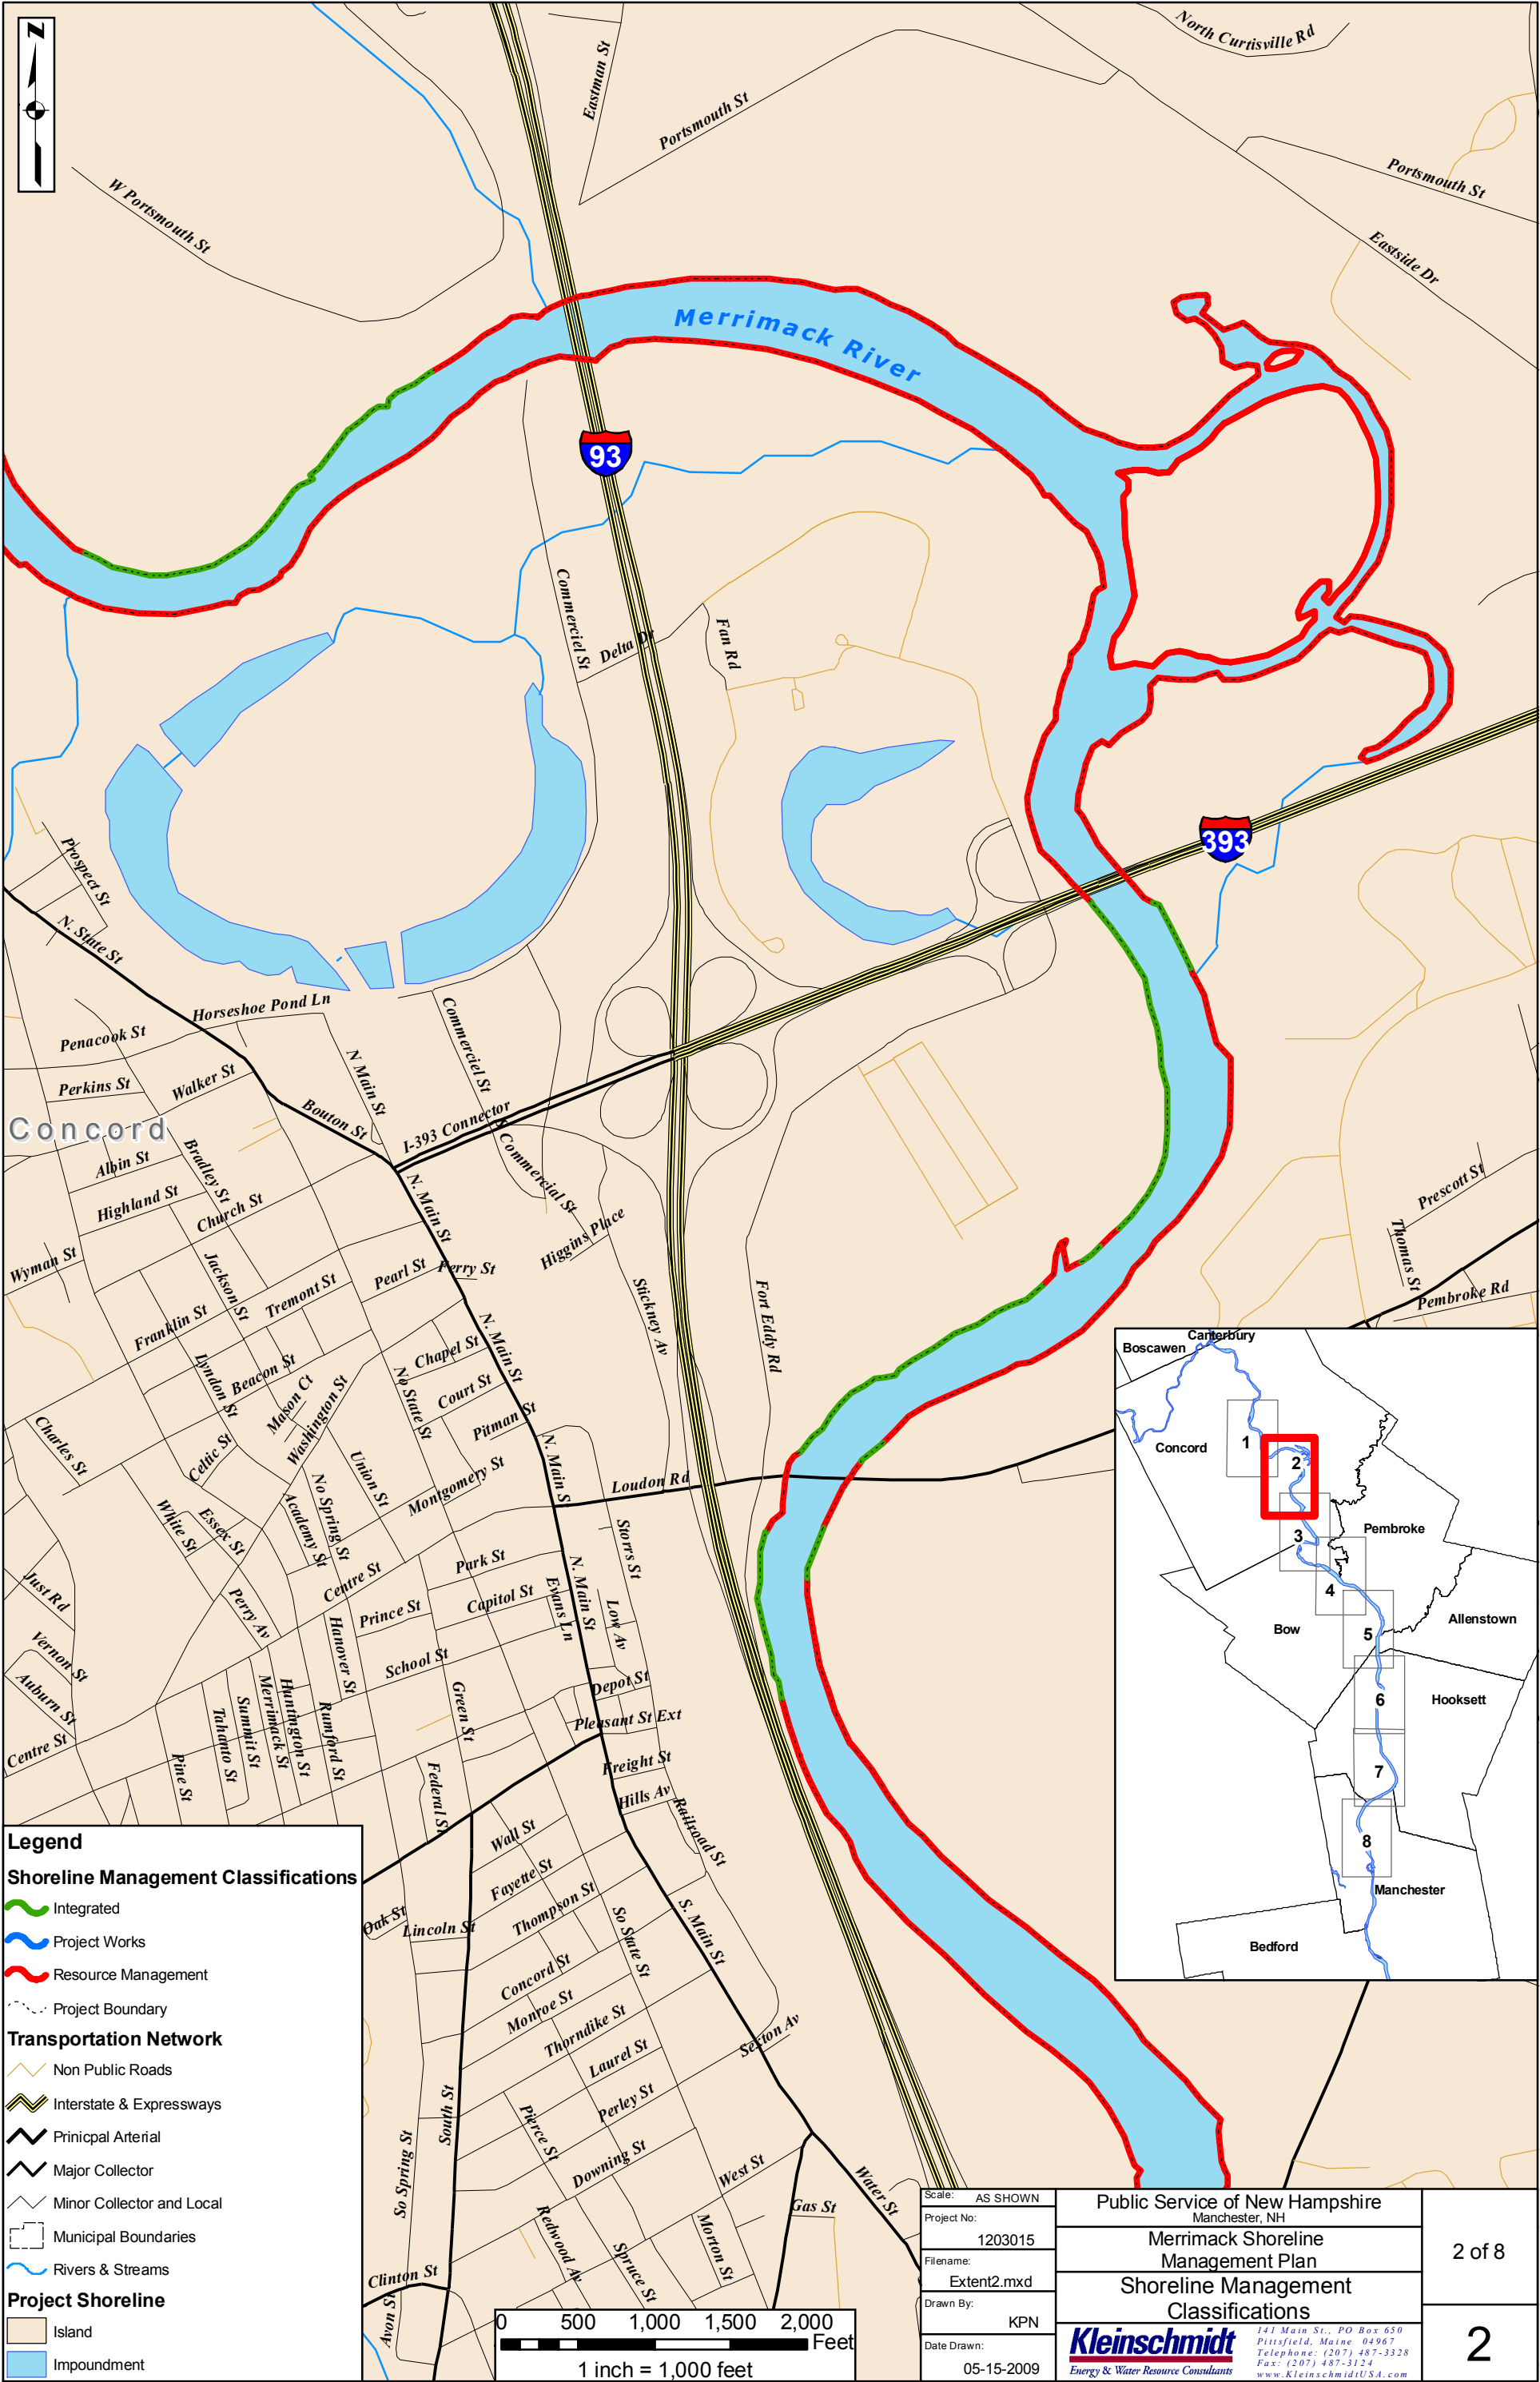 N
North Curtisville Rd
Eastman St
Portsmouth St
Portsmouth St
W Portsmouth St
Eastside Dr
Merrimack River
93
Commerciel St
Delta Dr
Fan Rd
393
Prospect St
N. State St
Horseshoe Pond Ln
Penacook St
Commerciel St
N Main St
Perkins St
Walker St
Bouton St
I-393 Connector
Concord
Albin St
Bradley St
Commercial St
Highland St
Church St
N. Main St
Higgins Place
Prescott St
Thomas St
Wyman St
Jackson St
Pearl St
Perry St
Tremont St
Franklin St
Stickney Av
Fort Eddy Rd
Pembroke Rd
N. Main St
Chapel St
Lyndon St
Beacon St
Mason Ct
Washington St
No State St
Court St
Pitman St
Charles St
Celtic St
Union St
Montgomery St
N. Main S
Loudon Rd
White St
Essex St
Academy St
No Spring St
Storrs St
Centre St
Park St
N. Main St
Just Rd
Perry Av
Prince St
Capitol St
Evans Ln
Low Av
Vernon St
Hanover St
School St
Auburn St
Depot St
Centre St
Pine St
Tahanto St
Summit St
Merrimack St
Huntington St
Rumford St
Green St
Pleasant St Ext
Freight St
Federal St
Hills Av
Railroad St
Wall St
Fayette St
Oak St
Lincoln St
Thompson St
So State St
S. Main St
Concord St
Monroe St
Thorndike St
Laurel St
Sexton Av
Perley St
South St
So Spring St
Pierce St
Downing St
West St
Water St
Gas St
Redwood Av
Spruce St
Morton St
Clinton St
Avon St
Canterbury
Boscawen
Concord
1
2
3
Pembroke
4
Bow
5
Allenstown
6
Hooksett
7
8
Manchester
Bedford
Legend
Shoreline Management Classifications
Integrated
Project Works
Resource Management
Project Boundary
Transportation Network
Non Public Roads
Interstate & Expressways
Prinicpal Arterial
Major Collector
Minor Collector and Local
Municipal Boundaries
Rivers & Streams
Project Shoreline
Island
Impoundment
0 500 1,000 1,500 2,000
Feet
1 inch = 1,000 feet
Scale: AS SHOWN
Project No:
1203015
Filename:
Extent2.mxd
Drawn By:
KPN
Date Drawn:
05-15-2009
Public Service of New Hampshire
Manchester, NH
Merrimack Shoreline
Management Plan
Shoreline Management
Classifications
Kleinschmidt
Energy & Water Resource Consultants
141 Main St., PO Box 650
Pittsfield, Maine 04967
Telephone: (207) 487-3328
Fax: (207) 487-3124
www.KleinschmidtUSA.com
2 of 8
2